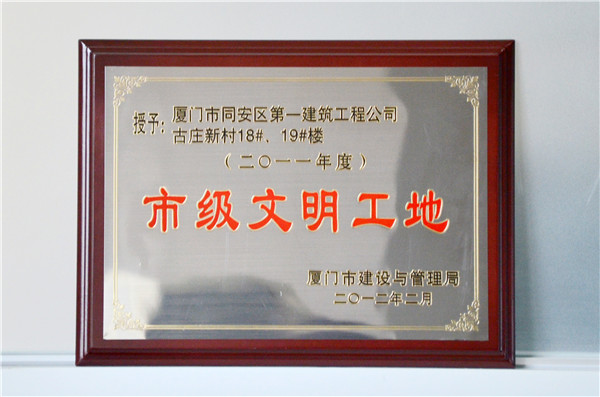 授予：厦门市同安区第一建筑工程公司
古庄新村18#、19#楼
（二〇一一年度）
市级文明工地
厦门市建设与管理局
二〇一二年二月